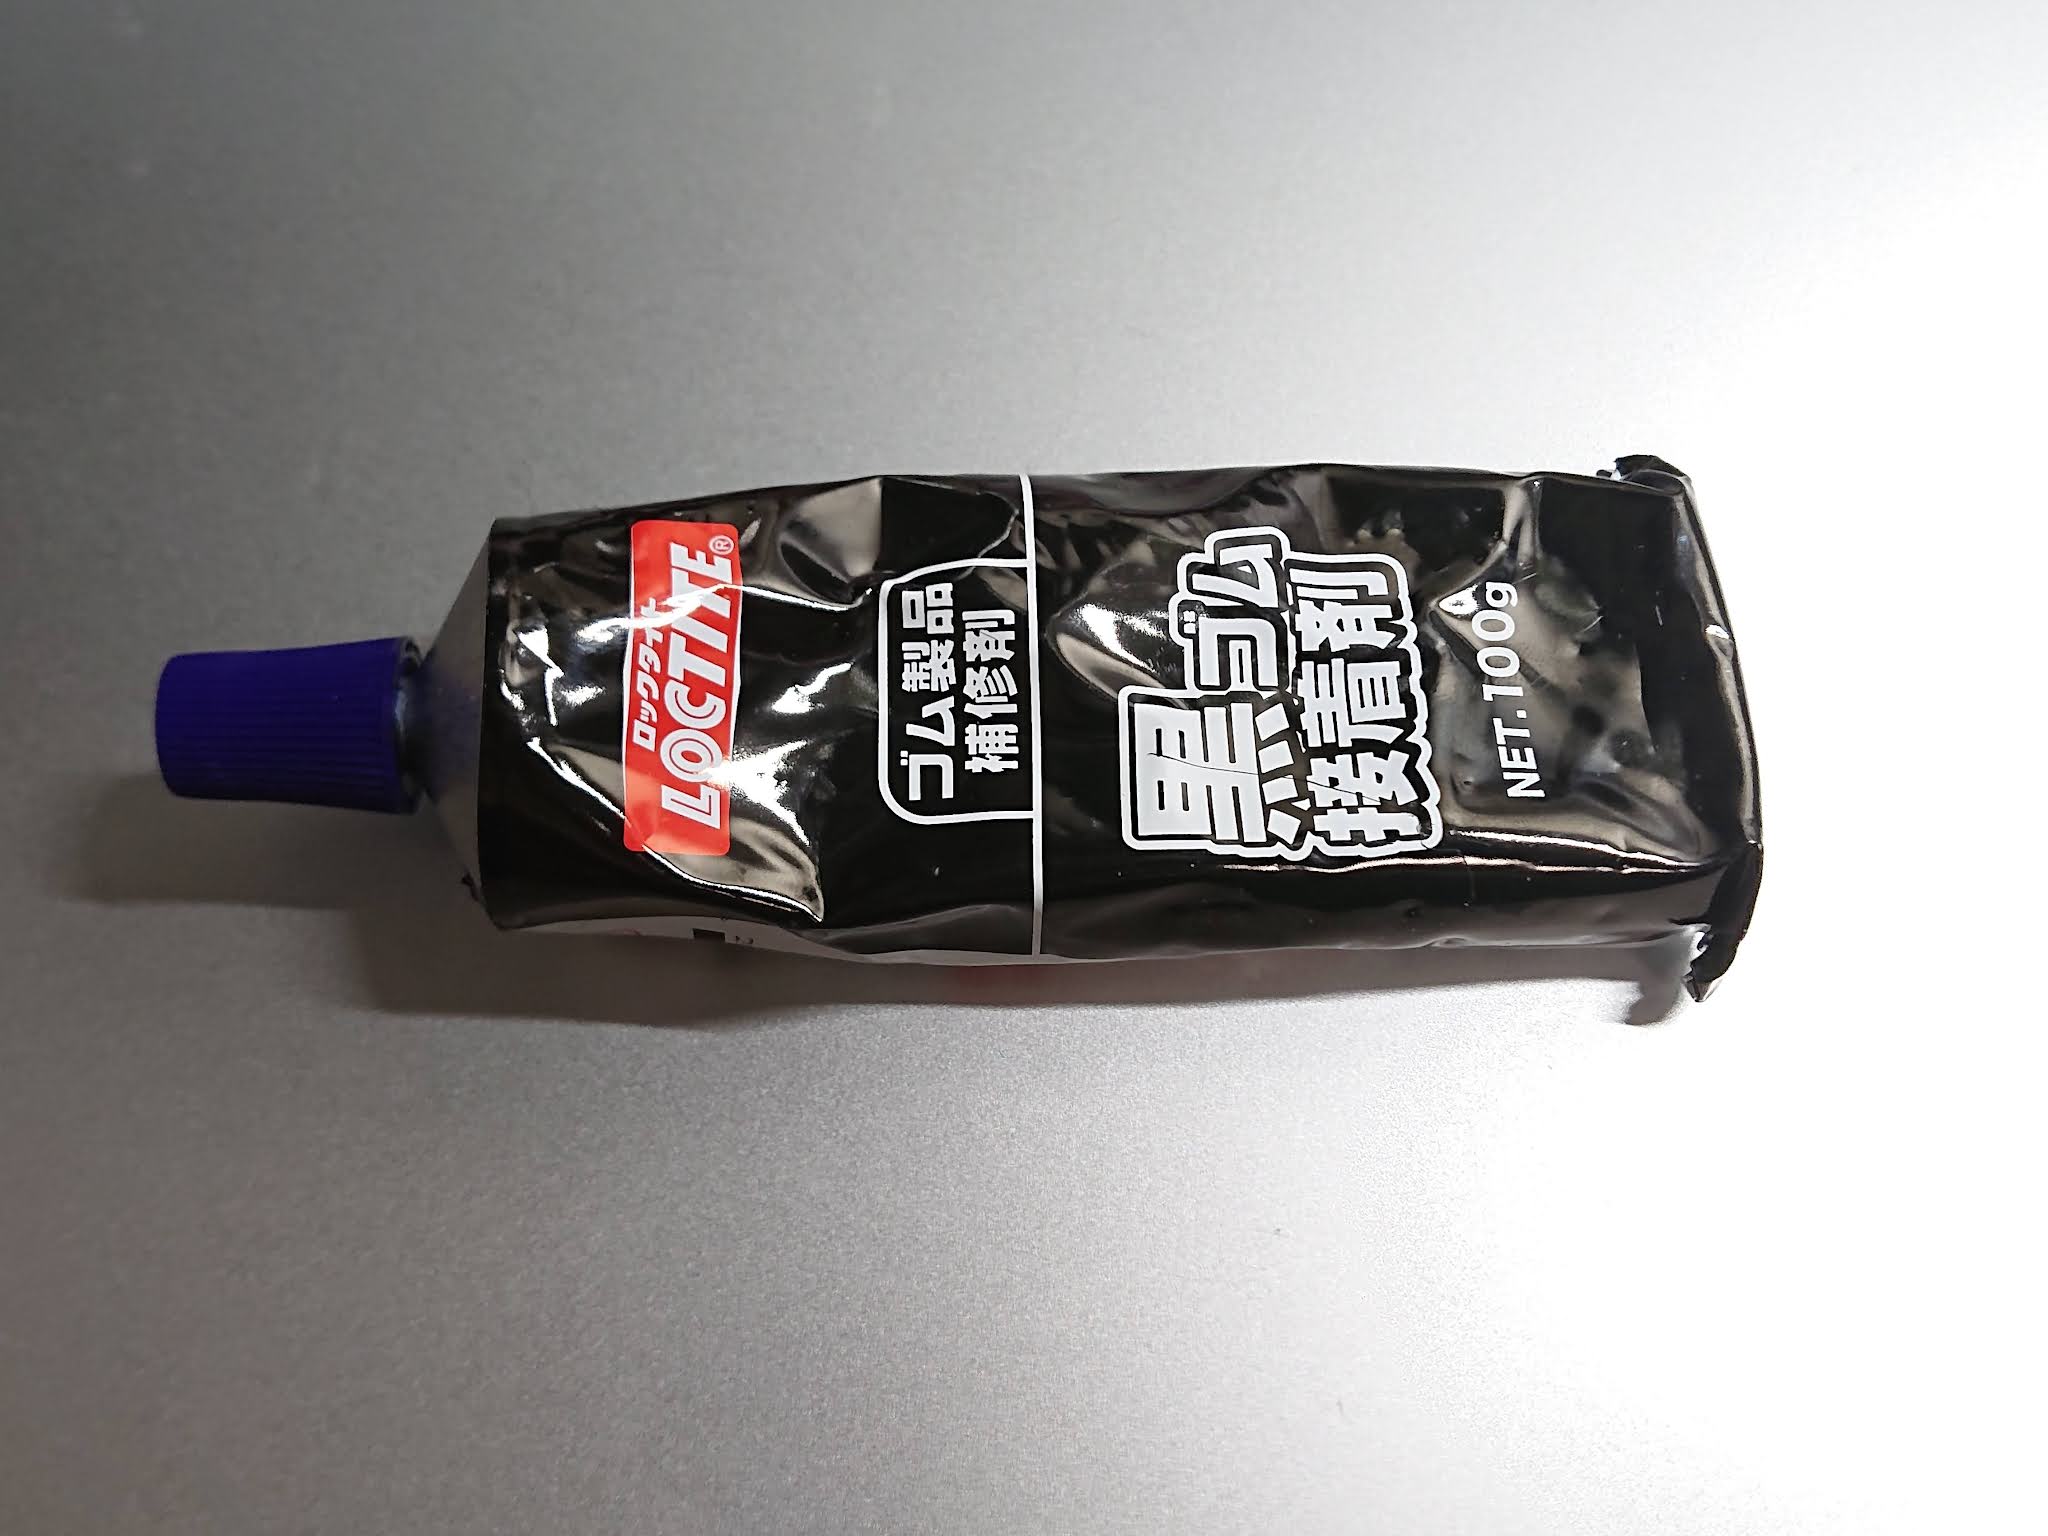 ロックタイト
LOCTITE®
ゴム製品
補修剤
黒ゴム
接着剤
NET.100g